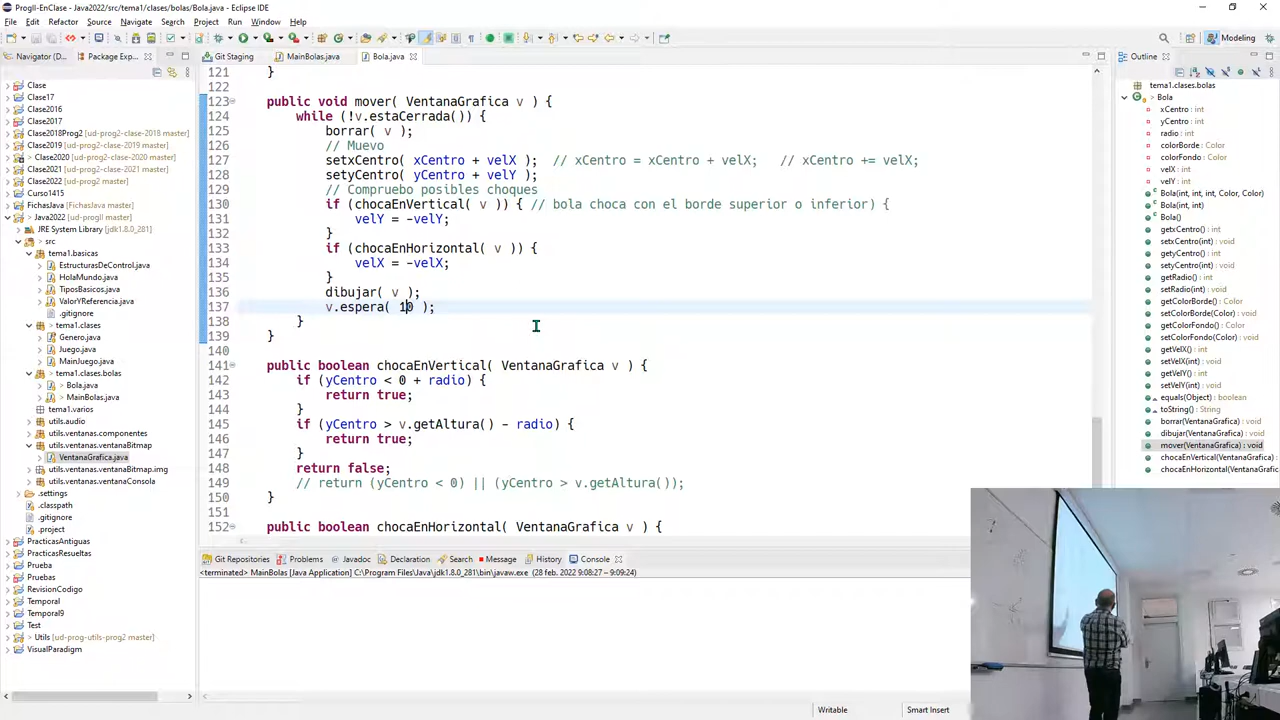 ProgII-EnClase - Java2022/src/tema1/clases/bolas/Bola.java - Eclipse IDE
File Edit Refactor Source Navigate Search Project Run Window Help
Modeling
Navigator (D...
Package Exp...
Git Staging
MainBolas.java
Bola.java
Outline
Clase
Clase17
Clase2016
Clase2017
Clase2018Prog2 [ud-prog2-clase-2018 master]
Clase2019 [ud-prog2-clase-2019 master]
> Clase2020 [ud-prog2-clase-2020 master]
Clase2021 [ud-prog2-clase-2021 master]
Clase2022 [ud-prog2 master]
Curso1415
FichasJava [FichasJava master]
Java2022 [ud-progII master]
JRE System Library [jdk1.8.0_281]
src
tema1.basicas
EstructurasDeControl.java
HolaMundo.java
TiposBasicos.java
ValorYReferencia.java
.gitignore
tema1.clases
Genero.java
Juego.java
MainJuego.java
tema1.clases.bolas
Bola.java
MainBolas.java
tema1.varios
utils.audio
utils.ventanas.componentes
utils.ventanas.ventanaBitmap
VentanaGrafica.java
utils.ventanas.ventanaBitmap.img
utils.ventanas.ventanaConsola
.settings
.classpath
.gitignore
.project
PracticasAntiguas
PracticasResueltas
Prueba
Pruebas
RevisionCodigo
Temporal
Temporal9
Test
Utils [ud-prog-utils-prog2 master]
VisualParadigm
121 }
122
123 public void mover( VentanaGrafica v ) {
124 while (!v.estaCerrada()) {
125 borrar( v );
126 // Muevo
127 setxCentro( xCentro + velX ); // xCentro = xCentro + velX; // xCentro += velX;
128 setyCentro( yCentro + velY );
129 // Compruebo posibles choques
130 if (chocaEnVertical( v )) { // bola choca con el borde superior o inferior) {
131 velY = -velY;
132 }
133 if (chocaEnHorizontal( v )) {
134 velX = -velX;
135 }
136 dibujar( v );
137 v.espera( 10 );
138 }
139 }
140
141 public boolean chocaEnVertical( VentanaGrafica v ) {
142 if (yCentro < 0 + radio) {
143 return true;
144 }
145 if (yCentro > v.getAltura() - radio) {
146 return true;
147 }
148 return false;
149 // return (yCentro < 0) || (yCentro > v.getAltura());
150 }
151
152 public boolean chocaEnHorizontal( VentanaGrafica v ) {
tema1.clases.bolas
Bola
xCentro : int
yCentro : int
radio : int
colorBorde : Color
colorFondo : Color
velX : int
velY : int
Bola(int, int, int, Color, Color)
Bola(int, int)
Bola()
getxCentro() : int
setxCentro(int) : void
getyCentro() : int
setyCentro(int) : void
getRadio() : int
setRadio(int) : void
getColorBorde() : Color
setColorBorde(Color) : void
getColorFondo() : Color
setColorFondo(Color) : void
getVelX() : int
setVelX(int) : void
getVelY() : int
setVelY(int) : void
equals(Object) : boolean
toString() : String
borrar(VentanaGrafica) : void
dibujar(VentanaGrafica) : void
mover(VentanaGrafica) : void
chocaEnVertical(VentanaGrafica) :
chocaEnHorizontal(VentanaGrafica
Git Repositories Problems Javadoc Declaration Search Message History Console
<terminated> MainBolas [Java Application] C:\Program Files\Java\jdk1.8.0_281\bin\javaw.exe (28 feb. 2022 9:08:27 – 9:09:24)
Writable
Smart Insert